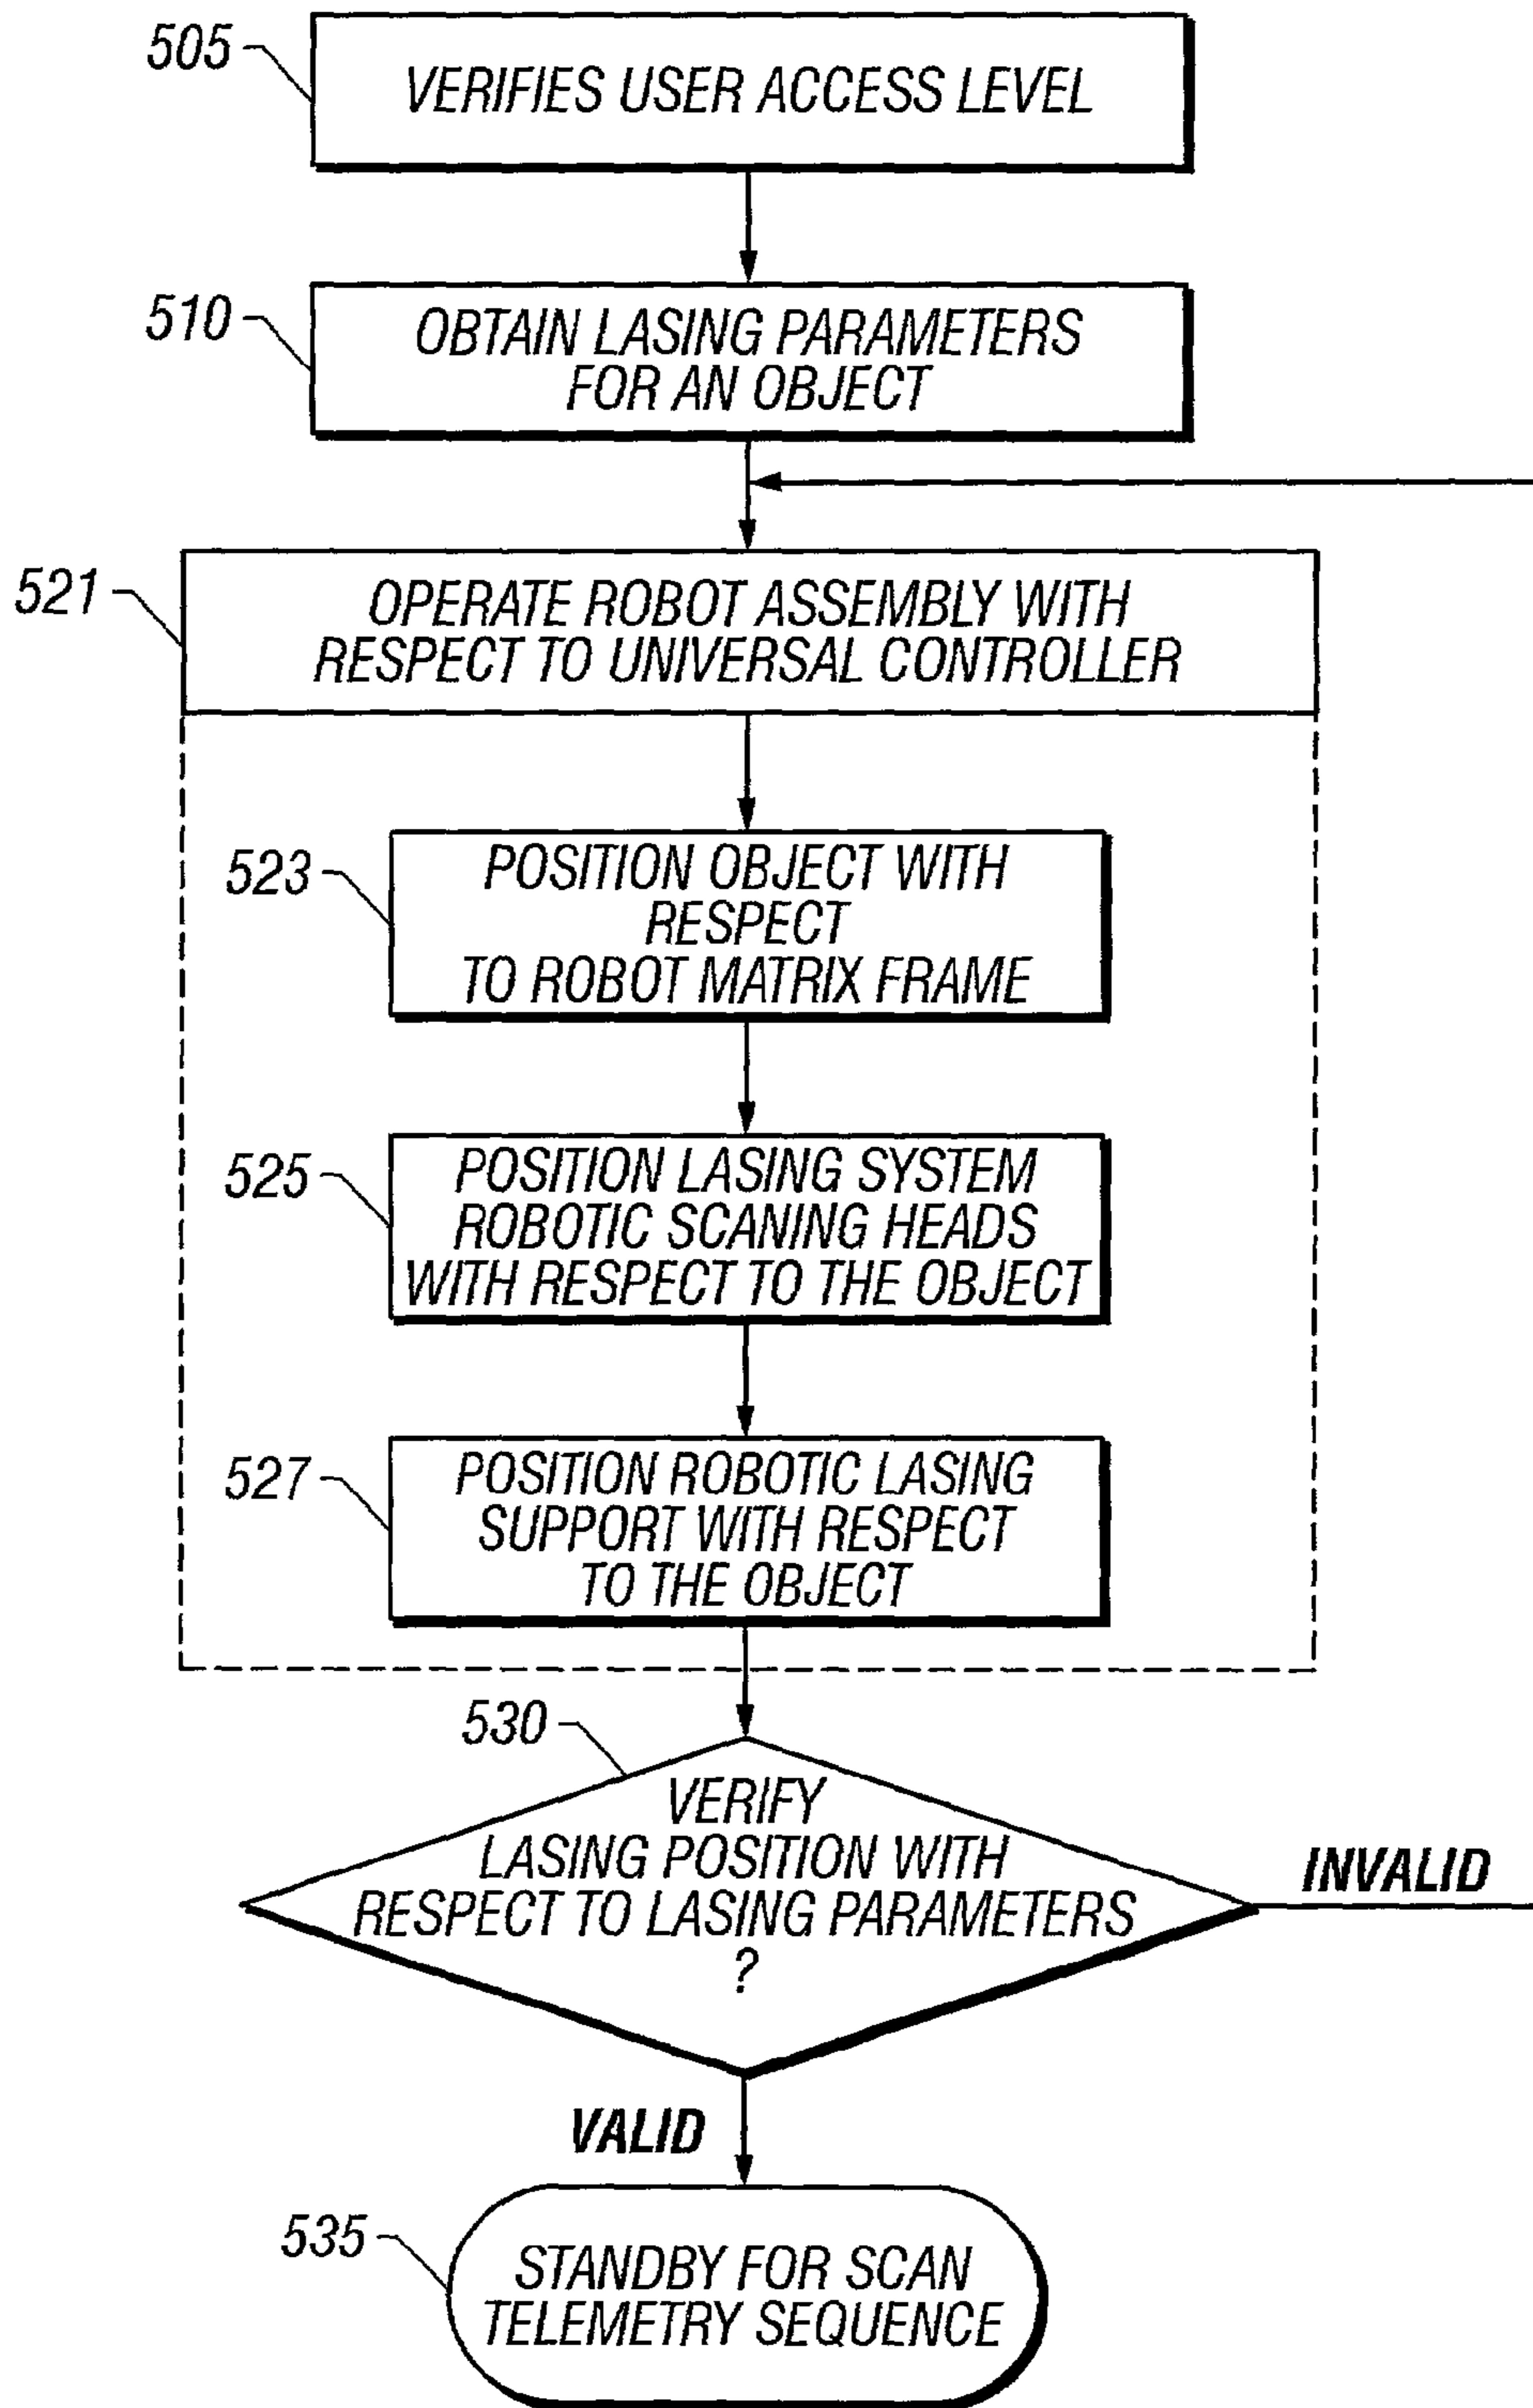 505
VERIFIES USER ACCESS LEVEL
510
OBTAIN LASING PARAMETERS
FOR AN OBJECT
521
OPERATE ROBOT ASSEMBLY WITH
RESPECT TO UNIVERSAL CONTROLLER
523
POSITION OBJECT WITH
RESPECT
TO ROBOT MATRIX FRAME
525
POSITION LASING SYSTEM
ROBOTIC SCANING HEADS
WITH RESPECT TO THE OBJECT
527
POSITION ROBOTIC LASING
SUPPORT WITH RESPECT
TO THE OBJECT
530
VERIFY
LASING POSITION WITH
RESPECT TO LASING PARAMETERS
?
INVALID
VALID
535
STANDBY FOR SCAN
TELEMETRY SEQUENCE